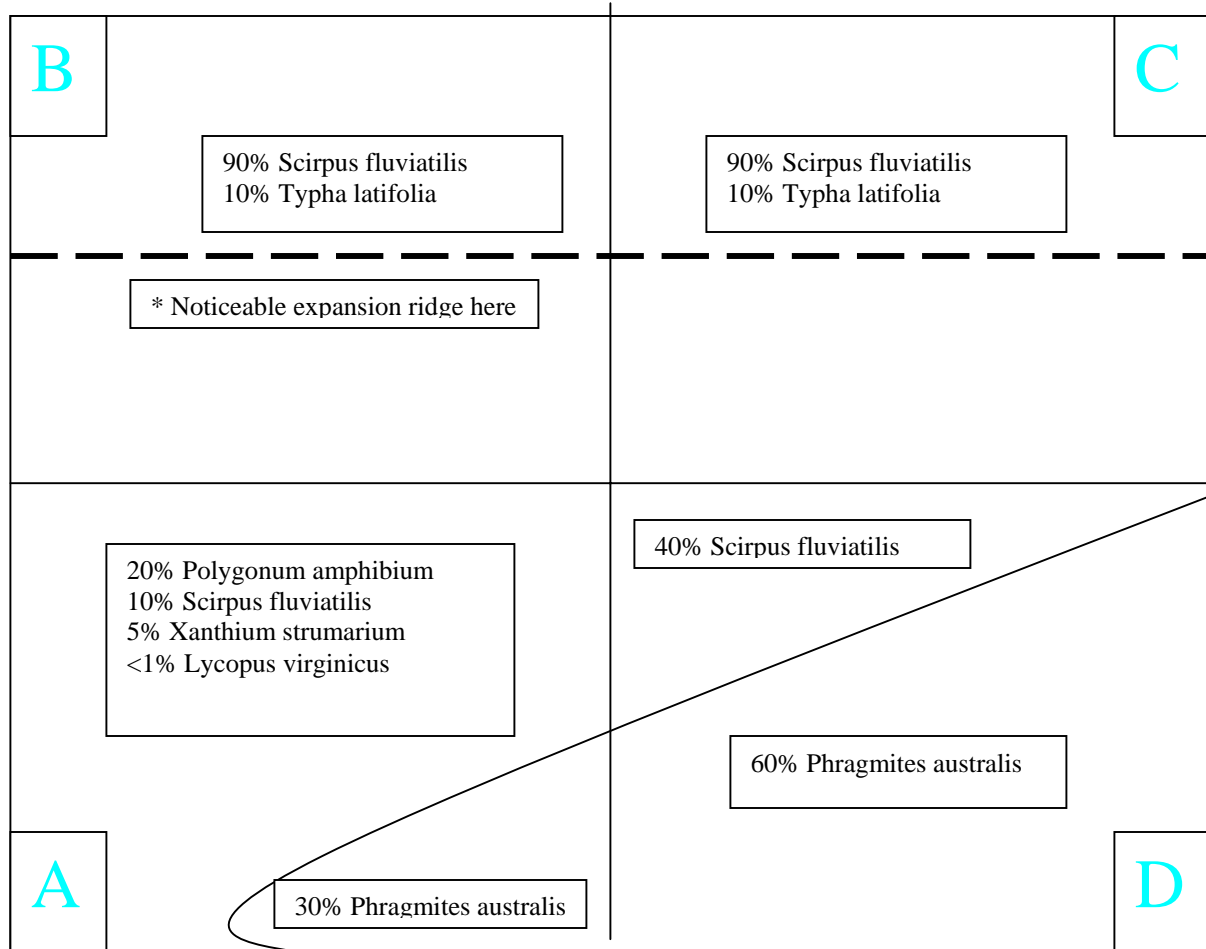 B
C
90% Scirpus fluviatilis
10% Typha latifolia
90% Scirpus fluviatilis
10% Typha latifolia
* Noticeable expansion ridge here
40% Scirpus fluviatilis
20% Polygonum amphibium
10% Scirpus fluviatilis
5% Xanthium strumarium
<1% Lycopus virginicus
60% Phragmites australis
A
30% Phragmites australis
D